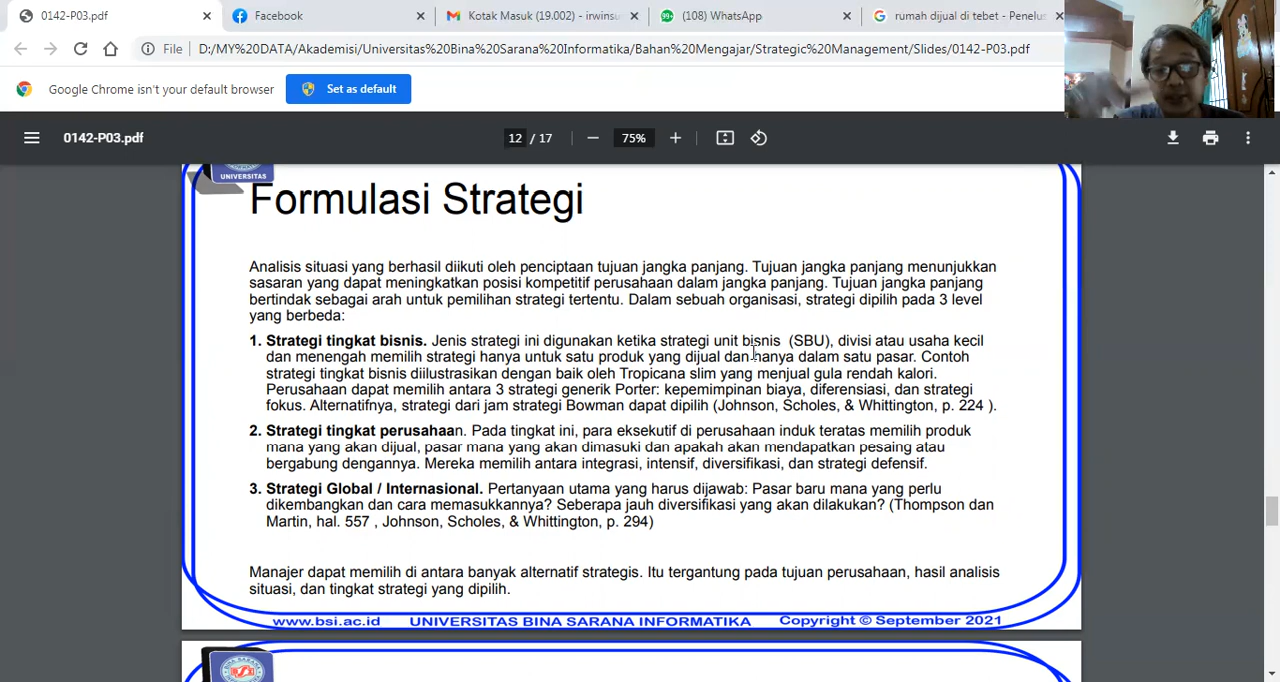 0142-P03.pdf
Facebook
Kotak Masuk (19.002) - irwinsu
99+
(108) WhatsApp
rumah dijual di tebet - Penelus
File
D:/MY%20DATA/Akademisi/Universitas%20Bina%20Sarana%20Informatika/Bahan%20Mengajar/Strategic%20Management/Slides/0142-P03.pdf
Google Chrome isn't your default browser
Set as default
0142-P03.pdf
12 / 17
75%
UNIVERSITAS
Formulasi Strategi
Analisis situasi yang berhasil diikuti oleh penciptaan tujuan jangka panjang. Tujuan jangka panjang menunjukkan
sasaran yang dapat meningkatkan posisi kompetitif perusahaan dalam jangka panjang. Tujuan jangka panjang
bertindak sebagai arah untuk pemilihan strategi tertentu. Dalam sebuah organisasi, strategi dipilih pada 3 level
yang berbeda:
1. Strategi tingkat bisnis. Jenis strategi ini digunakan ketika strategi unit bisnis (SBU), divisi atau usaha kecil
dan menengah memilih strategi hanya untuk satu produk yang dijual dan hanya dalam satu pasar. Contoh
strategi tingkat bisnis diilustrasikan dengan baik oleh Tropicana slim yang menjual gula rendah kalori.
Perusahaan dapat memilih antara 3 strategi generik Porter: kepemimpinan biaya, diferensiasi, dan strategi
fokus. Alternatifnya, strategi dari jam strategi Bowman dapat dipilih (Johnson, Scholes, & Whittington, p. 224 ).
2. Strategi tingkat perusahaan. Pada tingkat ini, para eksekutif di perusahaan induk teratas memilih produk
mana yang akan dijual, pasar mana yang akan dimasuki dan apakah akan mendapatkan pesaing atau
bergabung dengannya. Mereka memilih antara integrasi, intensif, diversifikasi, dan strategi defensif.
3. Strategi Global / Internasional. Pertanyaan utama yang harus dijawab: Pasar baru mana yang perlu
dikembangkan dan cara memasukkannya? Seberapa jauh diversifikasi yang akan dilakukan? (Thompson dan
Martin, hal. 557 , Johnson, Scholes, & Whittington, p. 294)
Manajer dapat memilih di antara banyak alternatif strategis. Itu tergantung pada tujuan perusahaan, hasil analisis
situasi, dan tingkat strategi yang dipilih.
www.bsi.ac.id UNIVERSITAS BINA SARANA INFORMATIKA Copyright © September 2021